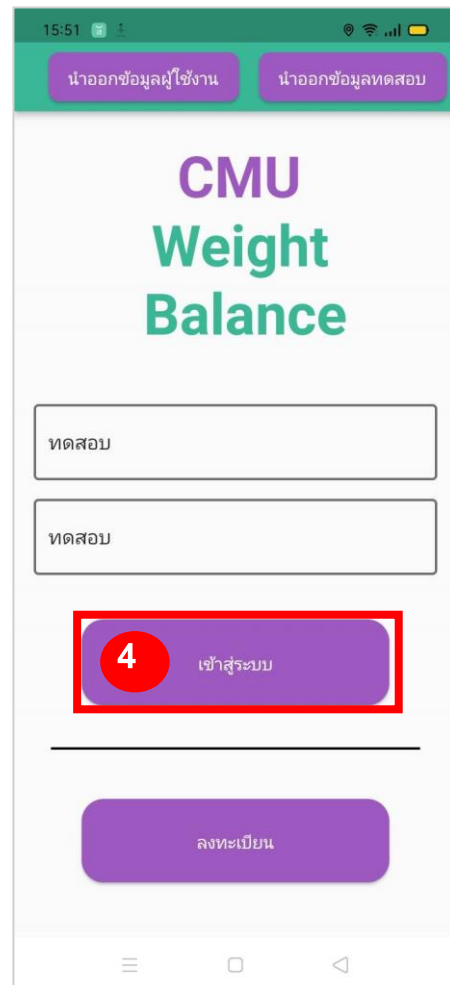 15:51
นำออกข้อมูลผู้ใช้งาน
นำออกข้อมูลทดสอบ
CMU
Weight
Balance
ทดสอบ
ทดสอบ
4
เข้าสู่ระบบ
ลงทะเบียน